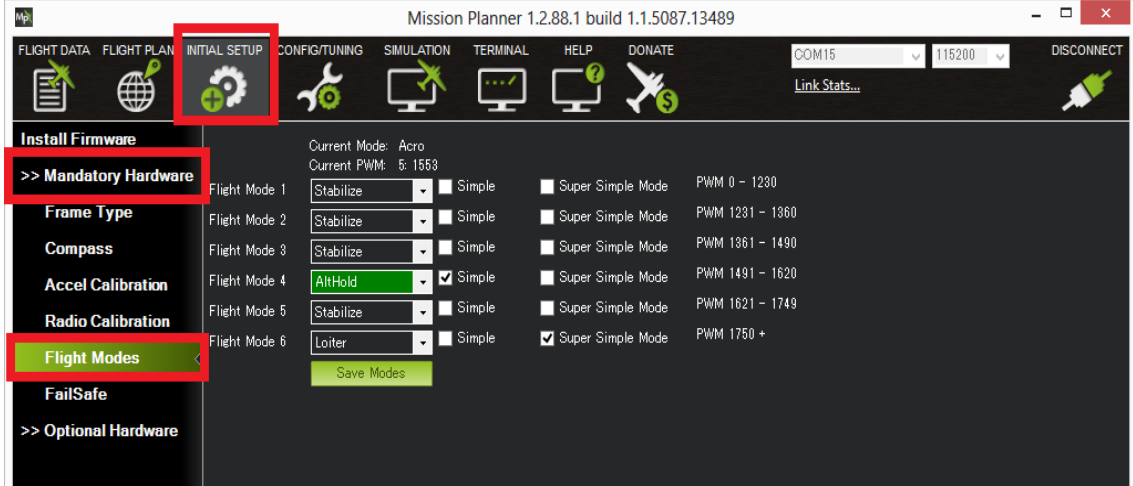 Mp
Mission Planner 1.2.88.1 build 1.1.5087.13489
FLIGHT DATA FLIGHT PLAN INITIAL SETUP CONFIG/TUNING SIMULATION TERMINAL HELP DONATE COM15 115200 DISCONNECT
Link Stats...
Install Firmware
>> Mandatory Hardware
Frame Type
Compass
Accel Calibration
Radio Calibration
Flight Modes
FailSafe
>> Optional Hardware
Current Mode: Acro
Current PWM: 5: 1553
Flight Mode 1 Stabilize Simple Super Simple Mode PWM 0 - 1230
Flight Mode 2 Stabilize Simple Super Simple Mode PWM 1231 - 1360
Flight Mode 3 Stabilize Simple Super Simple Mode PWM 1361 - 1490
Flight Mode 4 AltHold Simple Super Simple Mode PWM 1491 - 1620
Flight Mode 5 Stabilize Simple Super Simple Mode PWM 1621 - 1749
Flight Mode 6 Loiter Simple Super Simple Mode PWM 1750 +
Save Modes